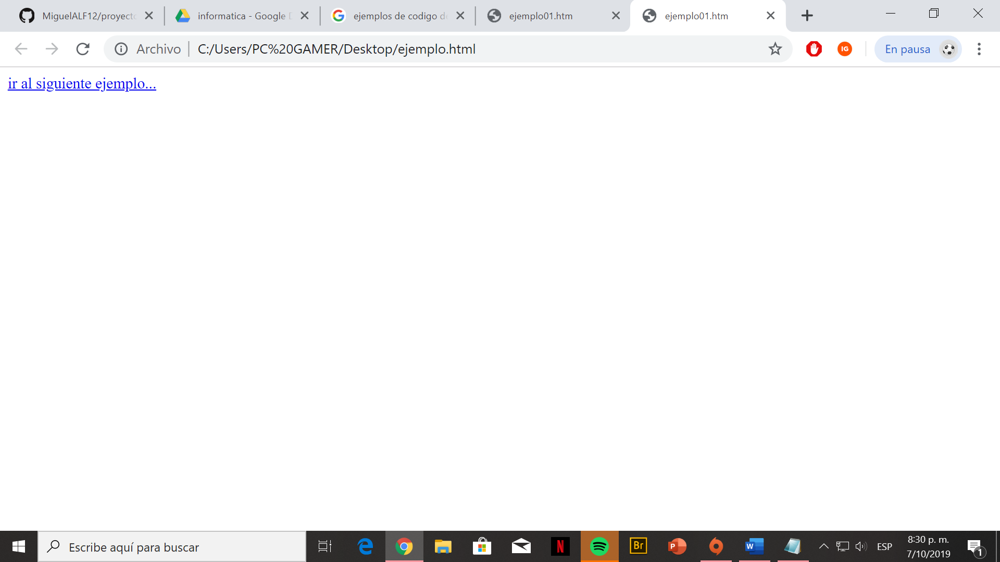 MiguelALF12/proyecto
informatica - Google D
ejemplos de codigo de
ejemplo01.htm
ejemplo01.htm
Archivo
C:/Users/PC%20GAMER/Desktop/ejemplo.html
IG
En pausa
ir al siguiente ejemplo...
Escribe aquí para buscar
N
Br
P
W
ESP
8:30 p. m.
7/10/2019
1